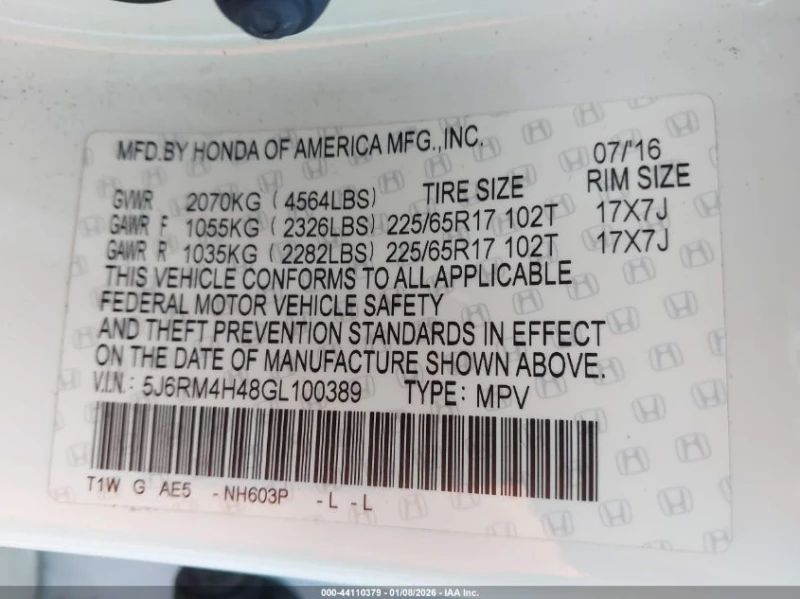 MFD.BY HONDA OF AMERICA MFG.,INC. 07/'16
GVWR 2070KG ( 4564LBS) TIRE SIZE RIM SIZE
GAWR F 1055KG ( 2326LBS) 225/65R17 102T 17X7J
GAWR R 1035KG ( 2282LBS) 225/65R17 102T 17X7J
THIS VEHICLE CONFORMS TO ALL APPLICABLE
FEDERAL MOTOR VEHICLE SAFETY
AND THEFT PREVENTION STANDARDS IN EFFECT
ON THE DATE OF MANUFACTURE SHOWN ABOVE.
V.I.N.: 5J6RM4H48GL100389 TYPE: MPV
T1W G AE5 -NH603P -L -L
000-44110379 - 01/08/2026 - IAA Inc.